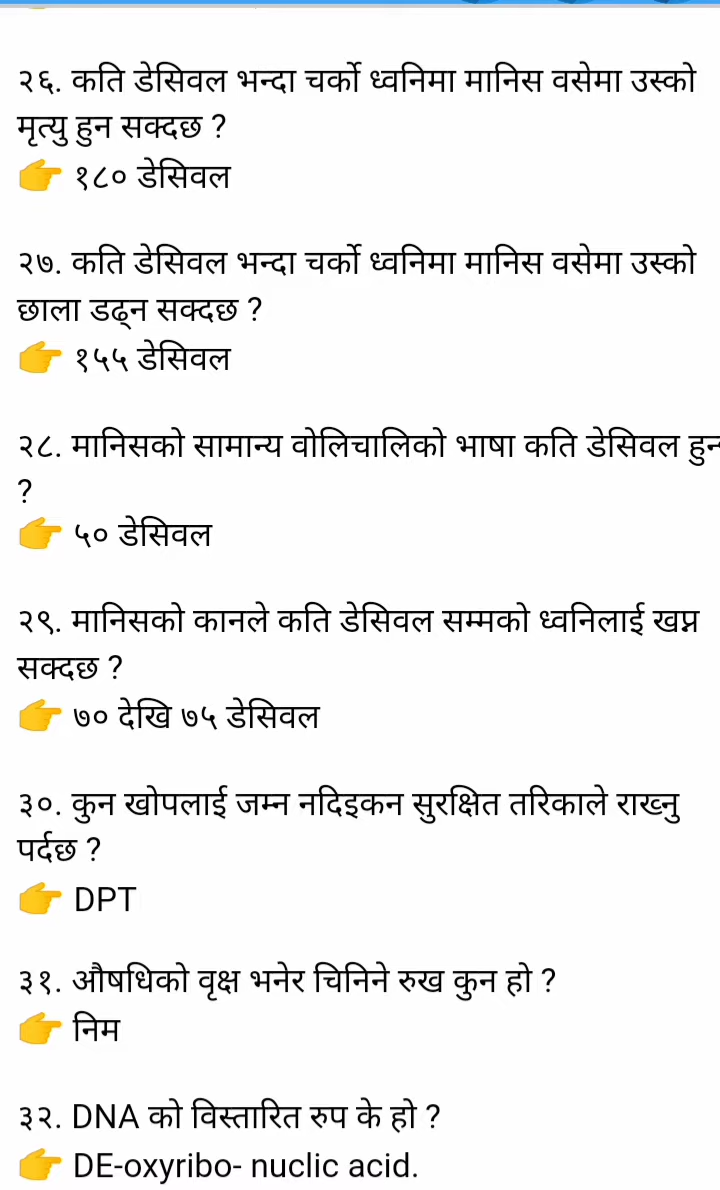 २६. कति डेसिवल भन्दा चर्को ध्वनिमा मानिस वसेमा उस्को
मृत्यु हुन सक्दछ ?
👉 १८० डेसिवल
२७. कति डेसिवल भन्दा चर्को ध्वनिमा मानिस वसेमा उस्को
छाला डढ्न सक्दछ ?
👉 १५५ डेसिवल
२८. मानिसको सामान्य वोलिचालिको भाषा कति डेसिवल हुन
?
👉 ५० डेसिवल
२९. मानिसको कानले कति डेसिवल सम्मको ध्वनिलाई खप्न
सक्दछ ?
👉 ७० देखि ७५ डेसिवल
३०. कुन खोपलाई जम्न नदिइकन सुरक्षित तरिकाले राख्नु
पर्दछ ?
👉 DPT
३१. औषधिको वृक्ष भनेर चिनिने रुख कुन हो ?
👉 निम
३२. DNA को विस्तारित रुप के हो ?
👉 DE-oxyribo- nuclic acid.